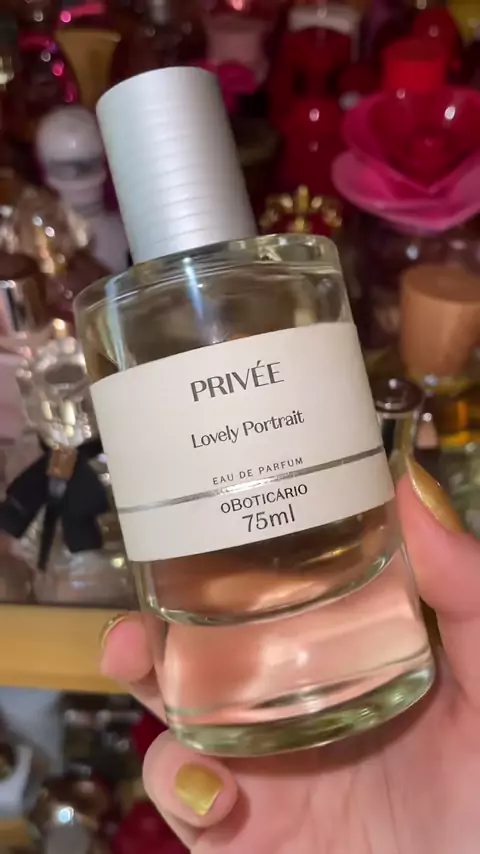 PRIVÉE
Lovely Portrait
EAU DE PARFUM
oBOTICÁRIO
75ml